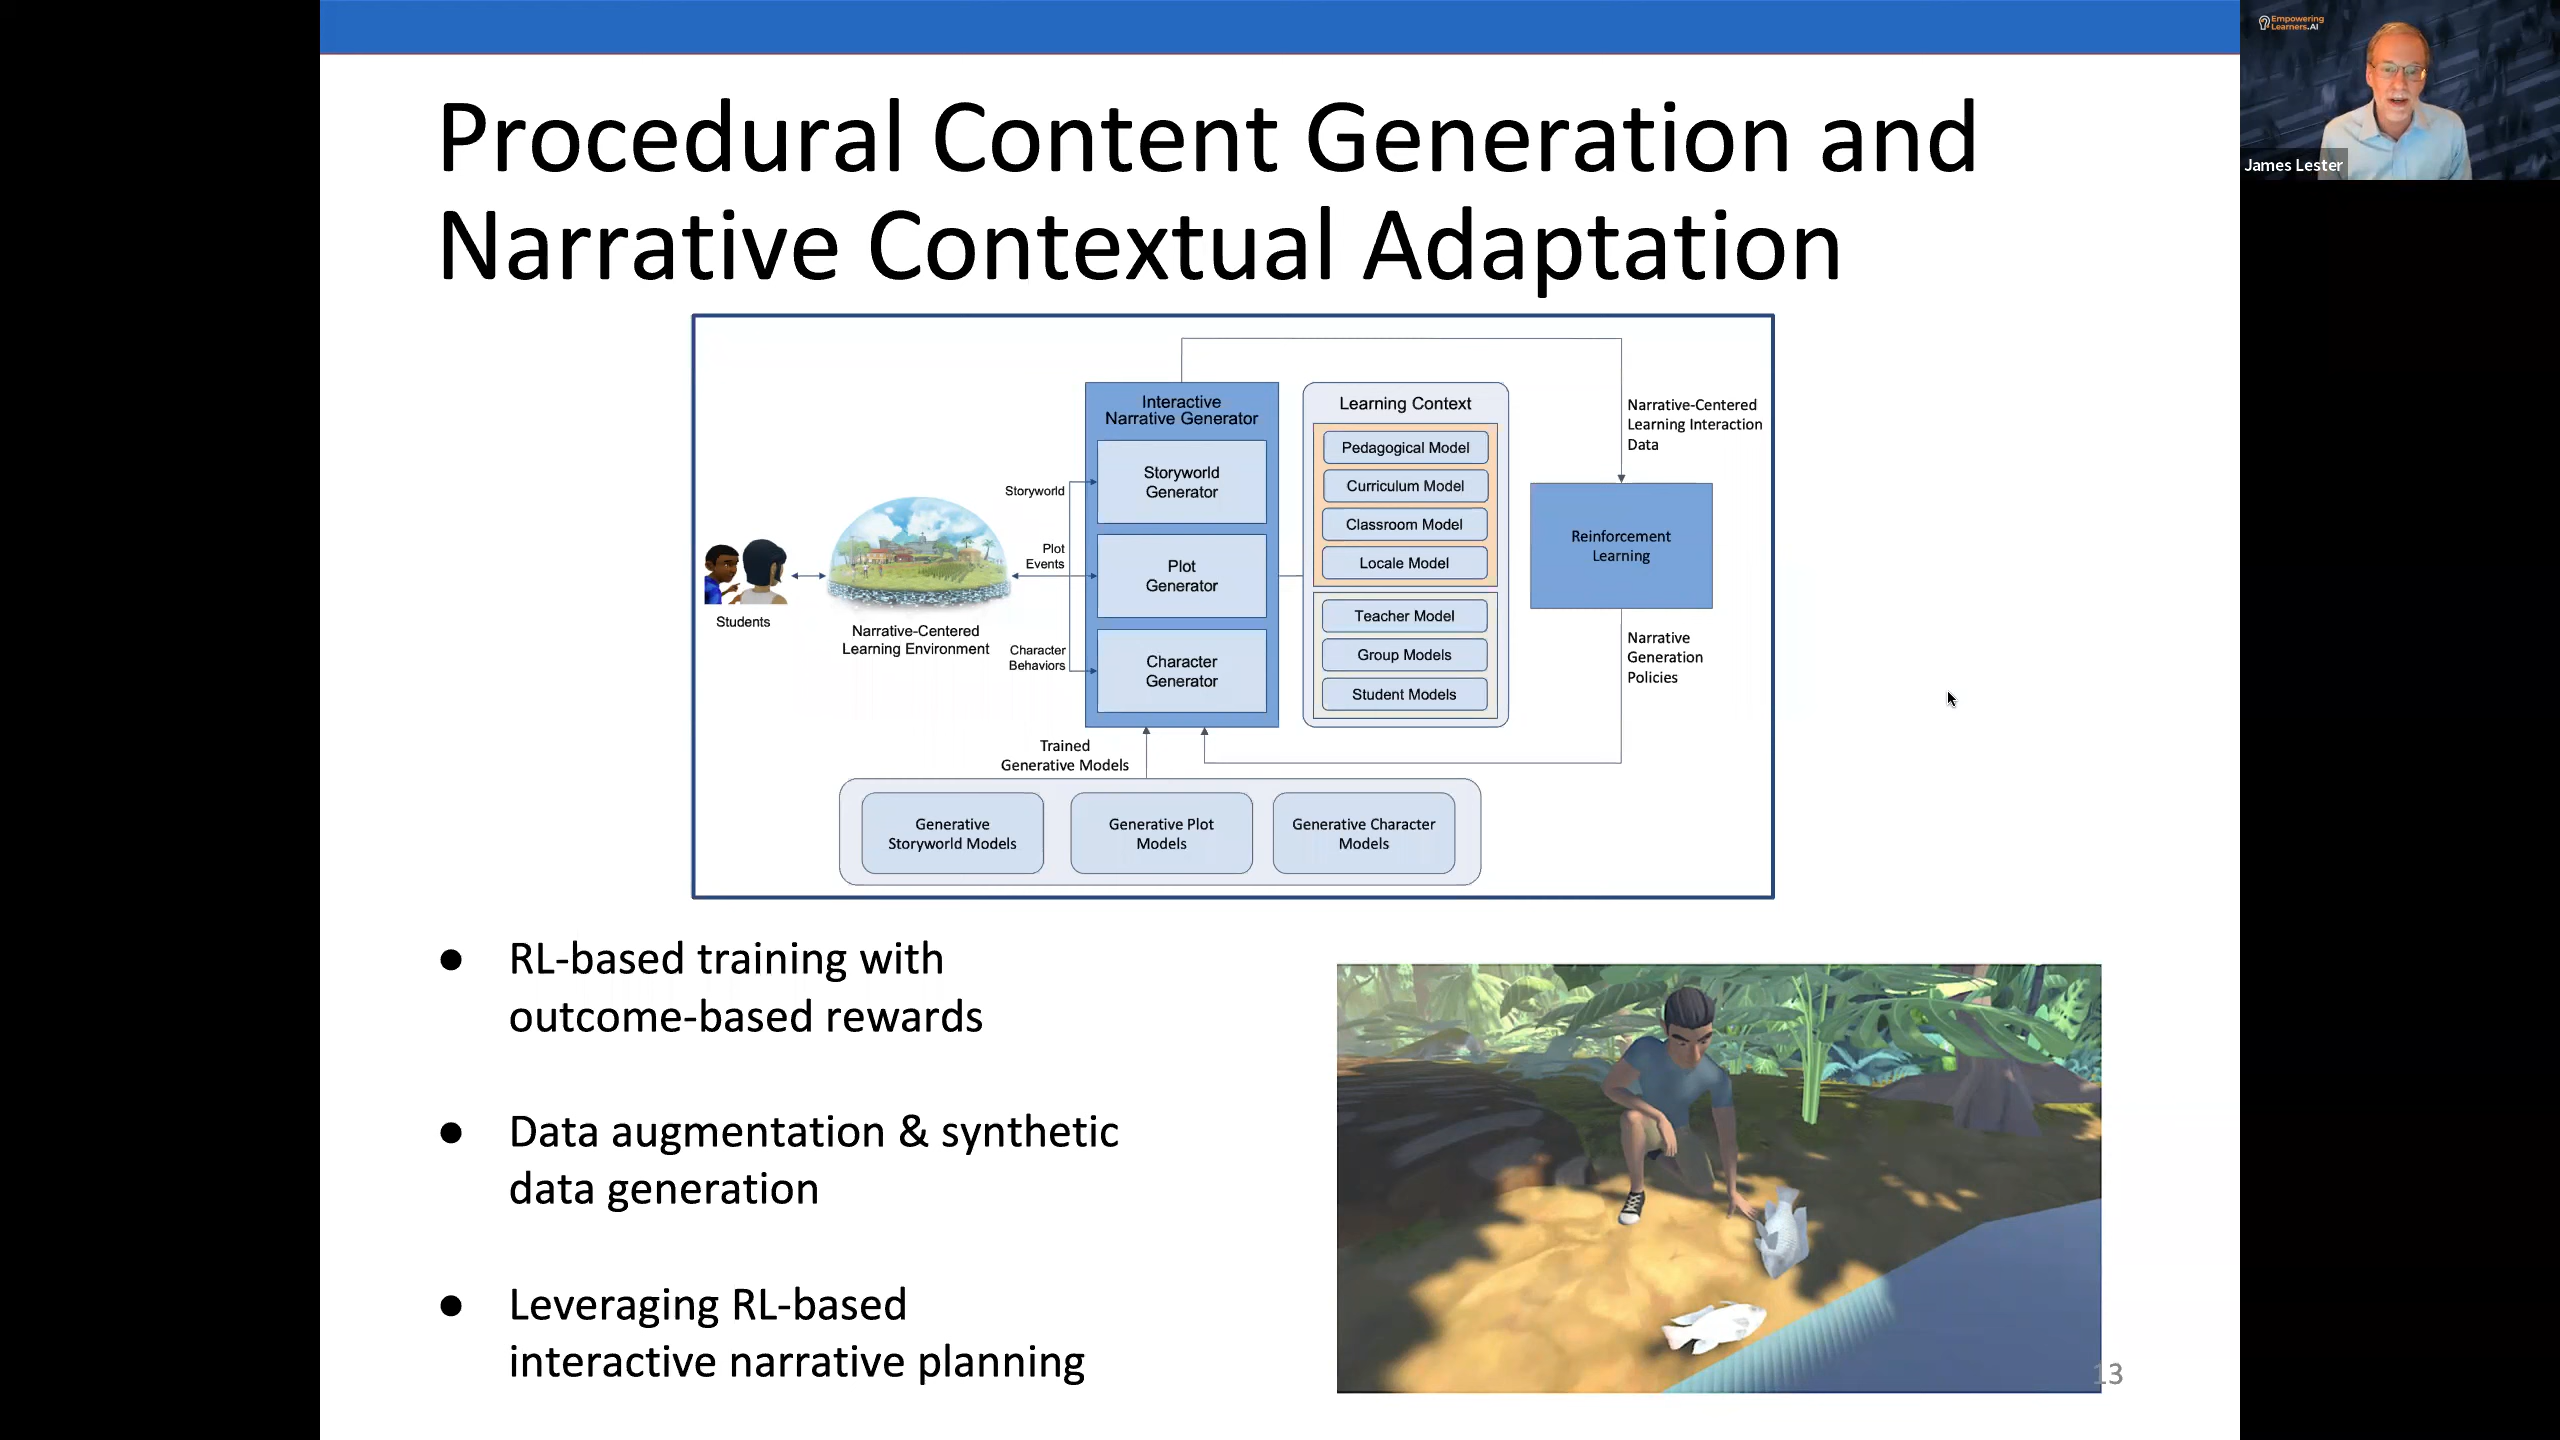 Procedural Content Generation and
Narrative Contextual Adaptation
Empowering
Learners.AI
James Lester
Interactive
Narrative Generator
Storyworld
Generator
Plot
Generator
Character
Generator
Learning Context
Pedagogical Model
Curriculum Model
Classroom Model
Locale Model
Teacher Model
Group Models
Student Models
Narrative-Centered
Learning Interaction
Data
Reinforcement
Learning
Narrative
Generation
Policies
Storyworld
Plot
Events
Character
Behaviors
Students
Narrative-Centered
Learning Environment
Trained
Generative Models
Generative
Storyworld Models
Generative Plot
Models
Generative Character
Models
● RL-based training with
outcome-based rewards
● Data augmentation & synthetic
data generation
● Leveraging RL-based
interactive narrative planning
13